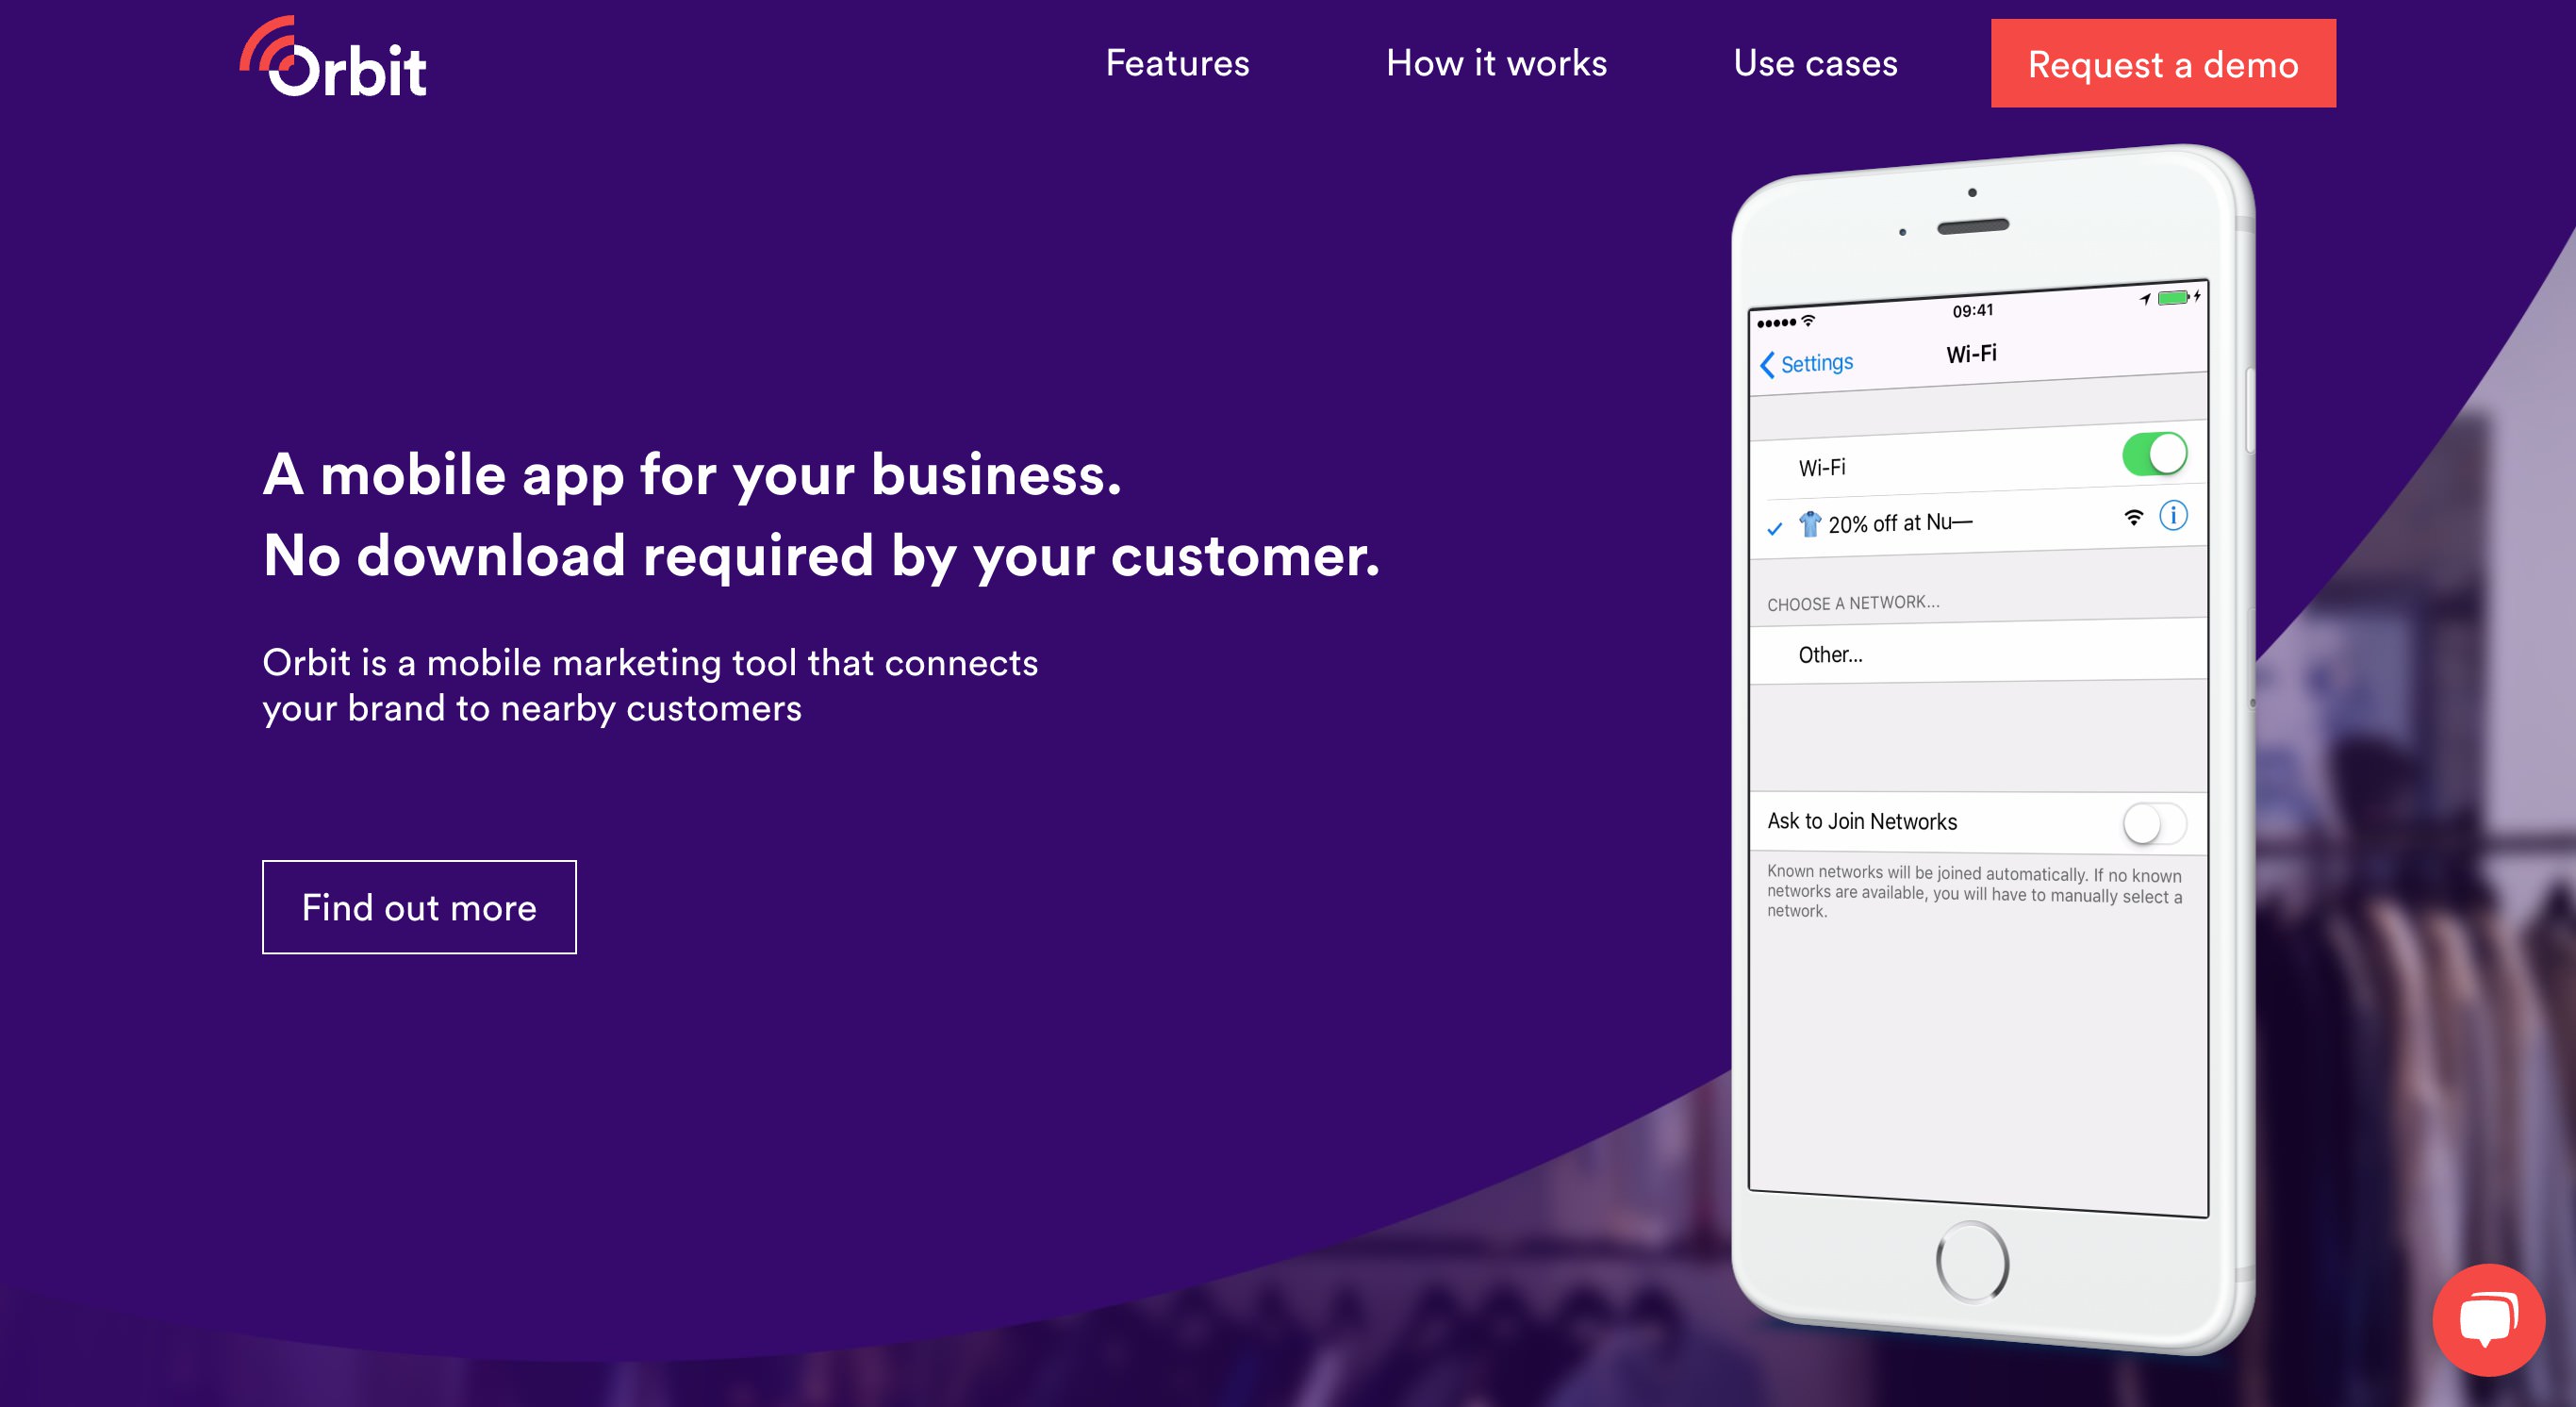 Orbit
Features
How it works
Use cases
Request a demo
A mobile app for your business.
No download required by your customer.
Orbit is a mobile marketing tool that connects
your brand to nearby customers
Find out more
09:41
Settings
Wi-Fi
Wi-Fi
20% off at Nu—
CHOOSE A NETWORK...
Other...
Ask to Join Networks
Known networks will be joined automatically. If no known
networks are available, you will have to manually select a
network.